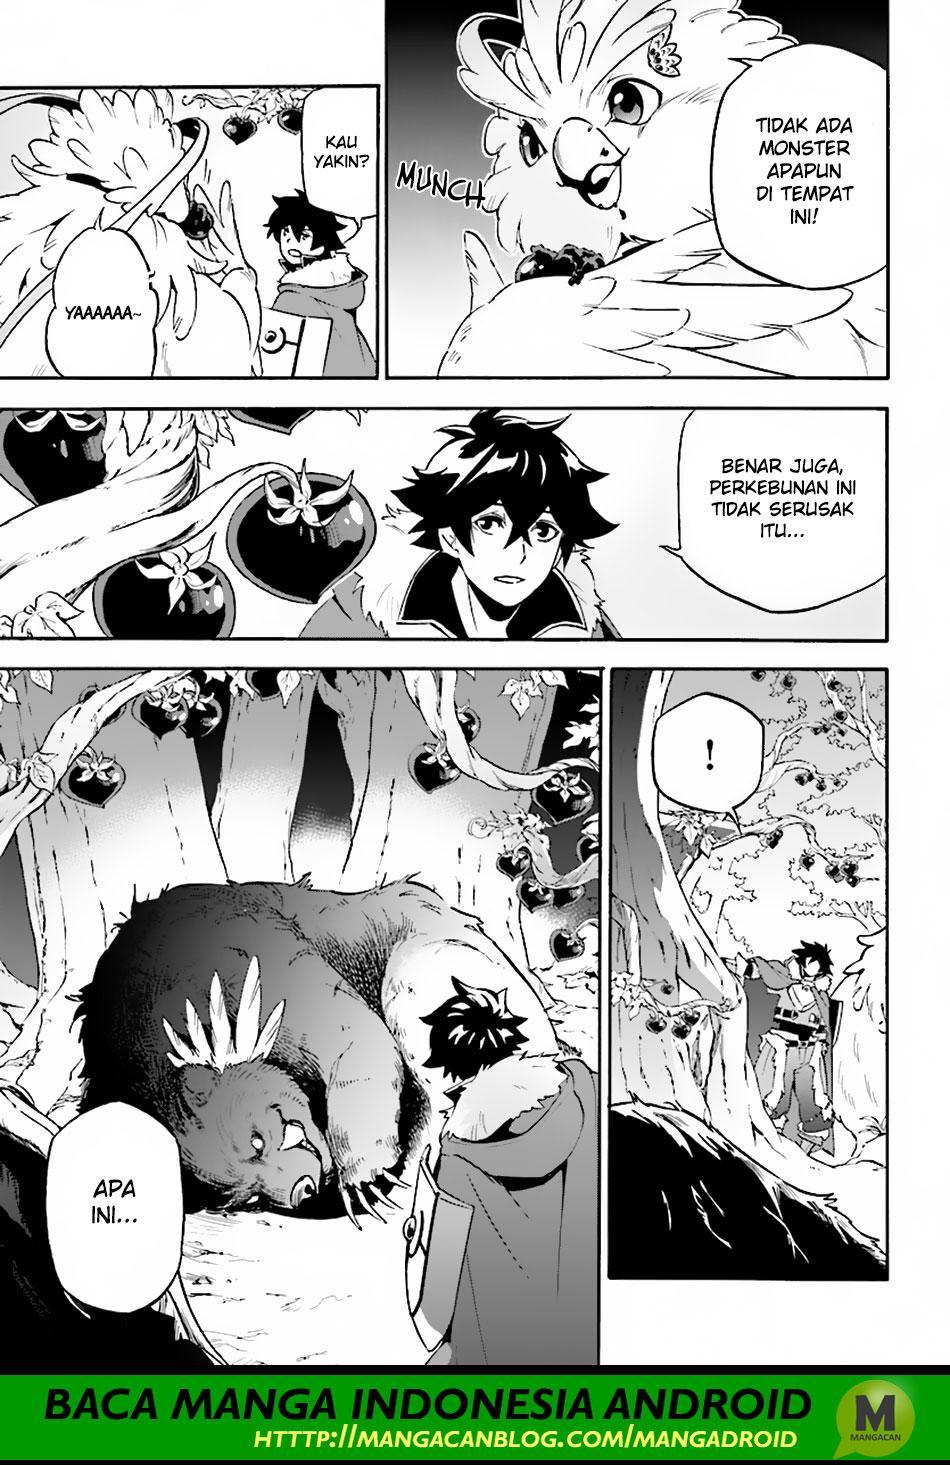 TIDAK ADA
MONSTER
APAPUN
DI TEMPAT
INI!
MUNCH
KAU
YAKIN?
YAAAAAA~
BENAR JUGA,
PERKEBUNAN INI
TIDAK SERUSAK
ITU...
!
APA
INI...
BACA MANGA INDONESIA ANDROID
HTTTP://MANGACANBLOG.COM/MANGADROID
M
MANGACAN